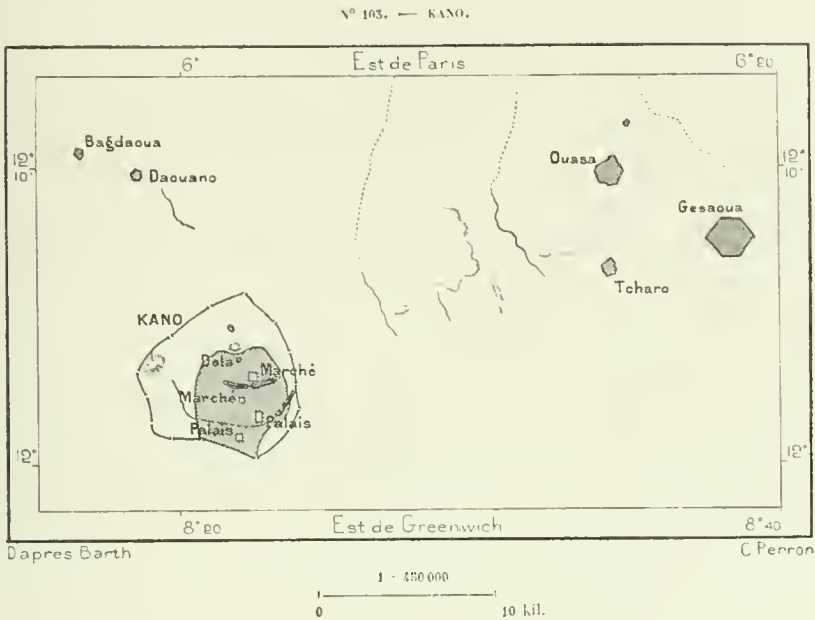 N° 103. — KANO.
6° Est de Paris 6°20
Bagdaoua
12° 10' Daouano Ouasa 12° 10'
Gesaoua
Tcharo
KANO
Dala Marché
Marché
Palais Palais
12° 12°
8°20 Est de Greenwich 8°40
Dapres Barth C Perron
1 : 450 000
0 10 kil.